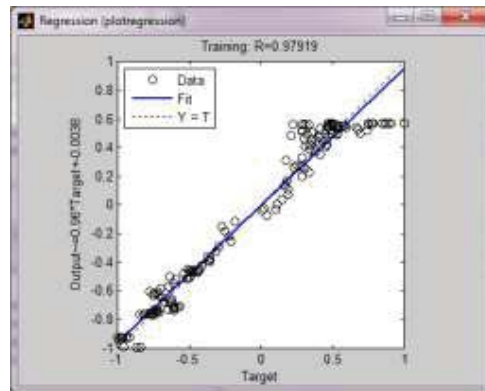 Regression (plotregression)
Training: R=0.97919
Data
Fit
Y = T
Output~=0.96*Target+-0.0038
1
0.8
0.6
0.4
0.2
0
-0.2
-0.4
-0.6
-0.8
-1
-1
-0.5
0
0.5
1
Target